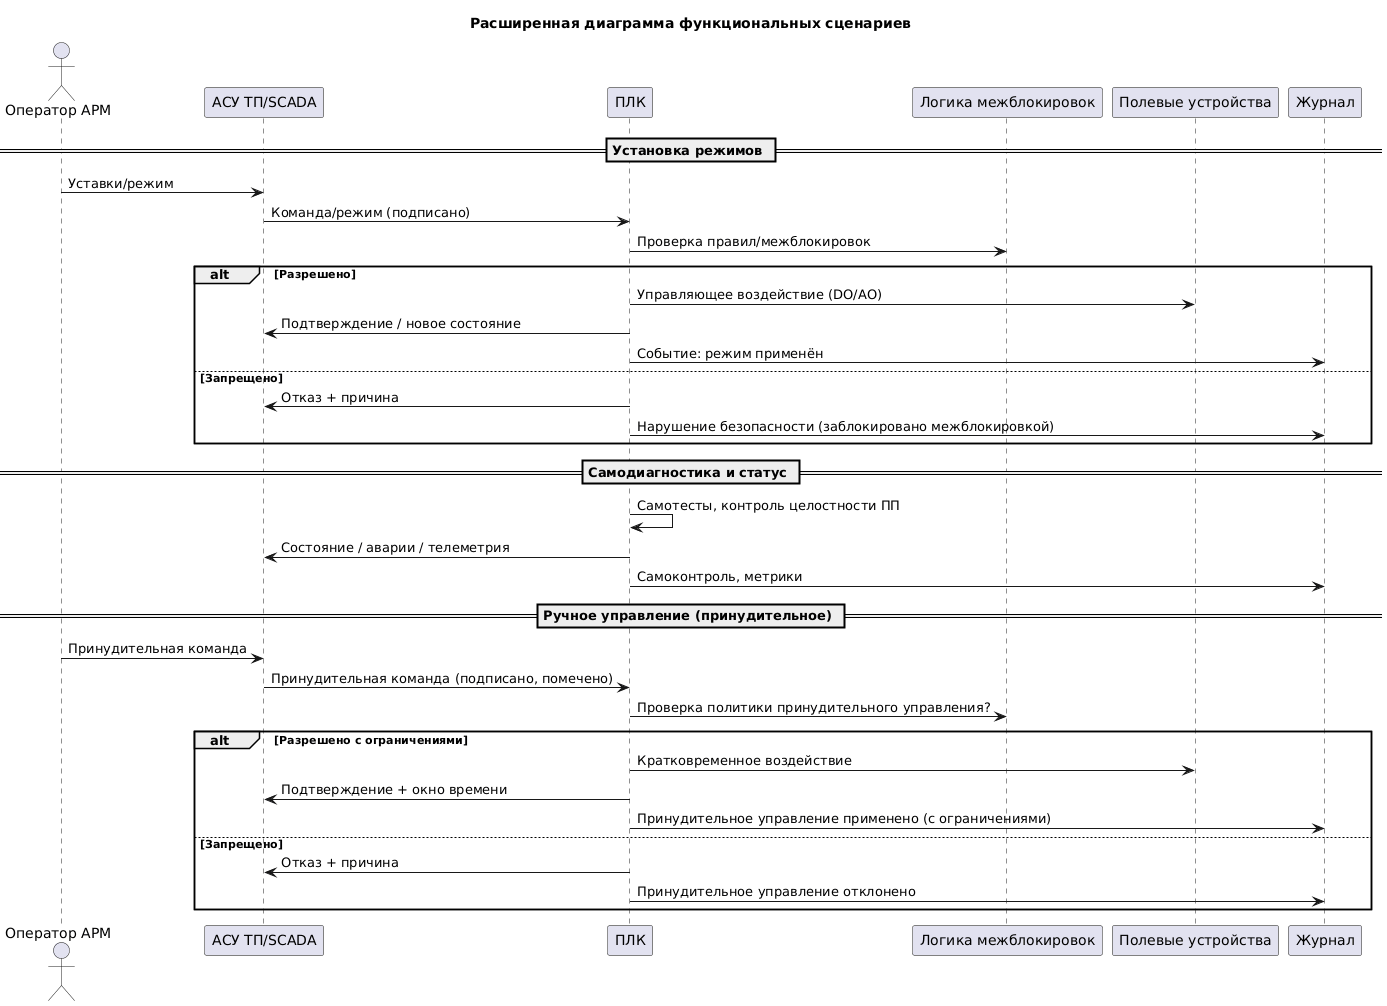 Расширенная диаграмма функциональных сценариев
Оператор АРМ
АСУ ТП/SCADA
ПЛК
Логика межблокировок
Полевые устройства
Журнал
Установка режимов
Уставки/режим
Команда/режим (подписано)
Проверка правил/межблокировок
alt
[Разрешено]
Управляющее воздействие (DO/AO)
Подтверждение / новое состояние
Событие: режим применён
[Запрещено]
Отказ + причина
Нарушение безопасности (заблокировано межблокировкой)
Самодиагностика и статус
Самотесты, контроль целостности ПП
Состояние / аварии / телеметрия
Самоконтроль, метрики
Ручное управление (принудительное)
Принудительная команда
Принудительная команда (подписано, помечено)
Проверка политики принудительного управления?
alt
[Разрешено с ограничениями]
Кратковременное воздействие
Подтверждение + окно времени
Принудительное управление применено (с ограничениями)
[Запрещено]
Отказ + причина
Принудительное управление отклонено
Оператор АРМ
АСУ ТП/SCADA
ПЛК
Логика межблокировок
Полевые устройства
Журнал